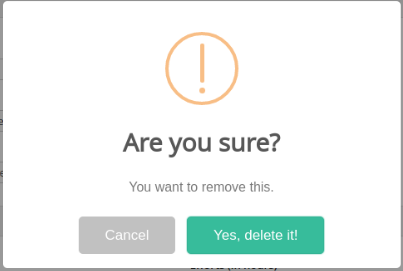 Are you sure?
You want to remove this.
Cancel
Yes, delete it!